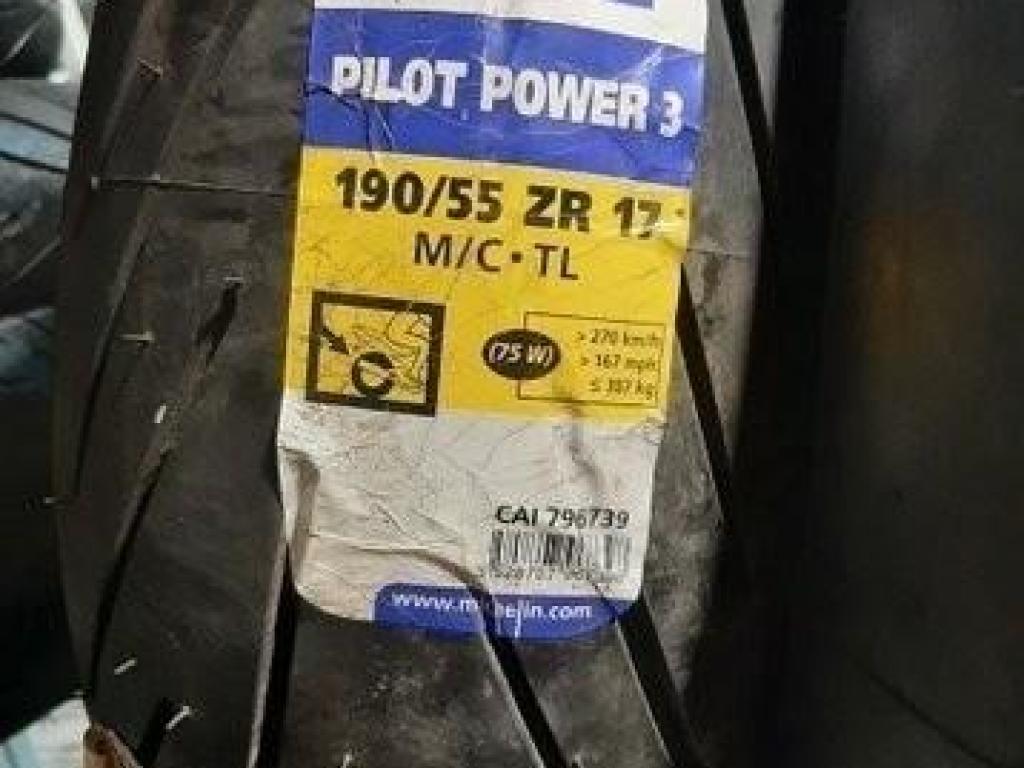 PILOT POWER 3
190/55 ZR 17
M/C • TL
(75 W)
> 270 km/h
> 167 mph
≤ 387 kg
CAI 796739
www.michelin.com